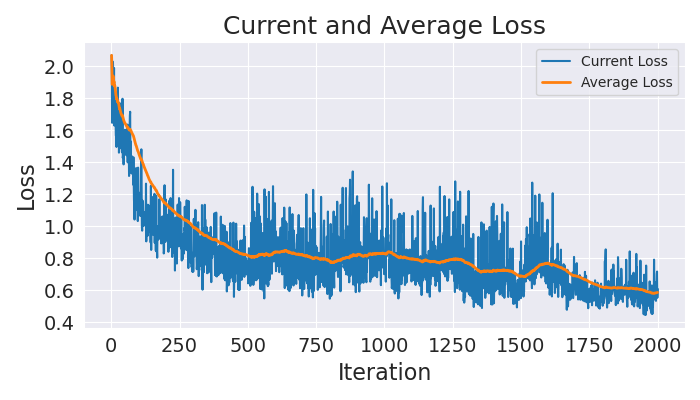 Current and Average Loss
Current Loss
Average Loss
Loss
2.0
1.8
1.6
1.4
1.2
1.0
0.8
0.6
0.4
0 250 500 750 1000 1250 1500 1750 2000
Iteration